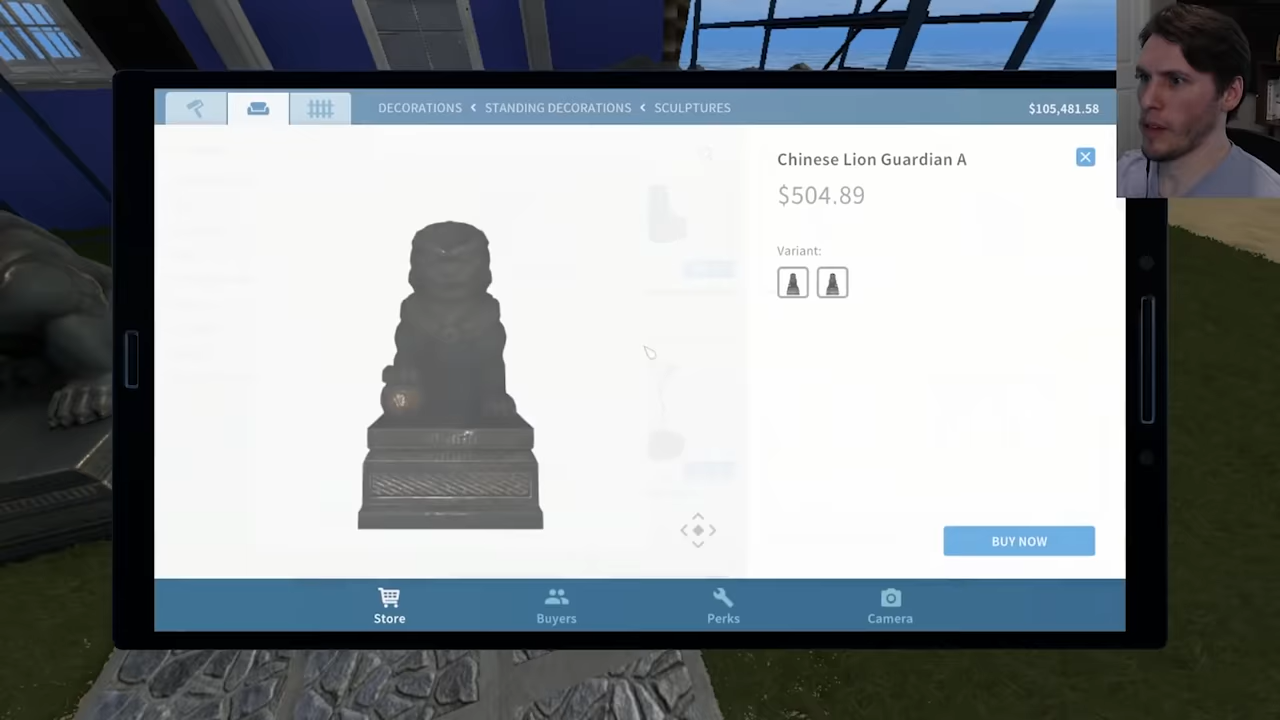 DECORATIONS < STANDING DECORATIONS < SCULPTURES
$105,481.58
Chinese Lion Guardian A
$504.89
Variant:
BUY NOW
Store
Buyers
Perks
Camera